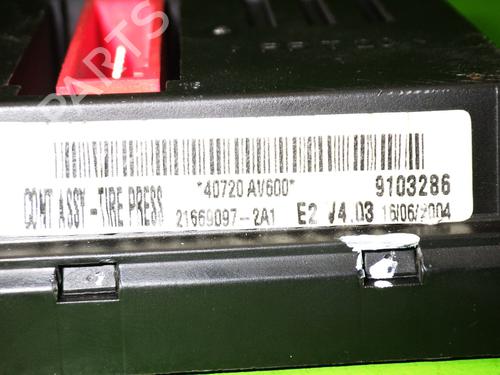 *40720 AV600*
9103286
CONT ASSY-TIRE PRESS
21669097-2A1
E2 V4.03
16/06/2004